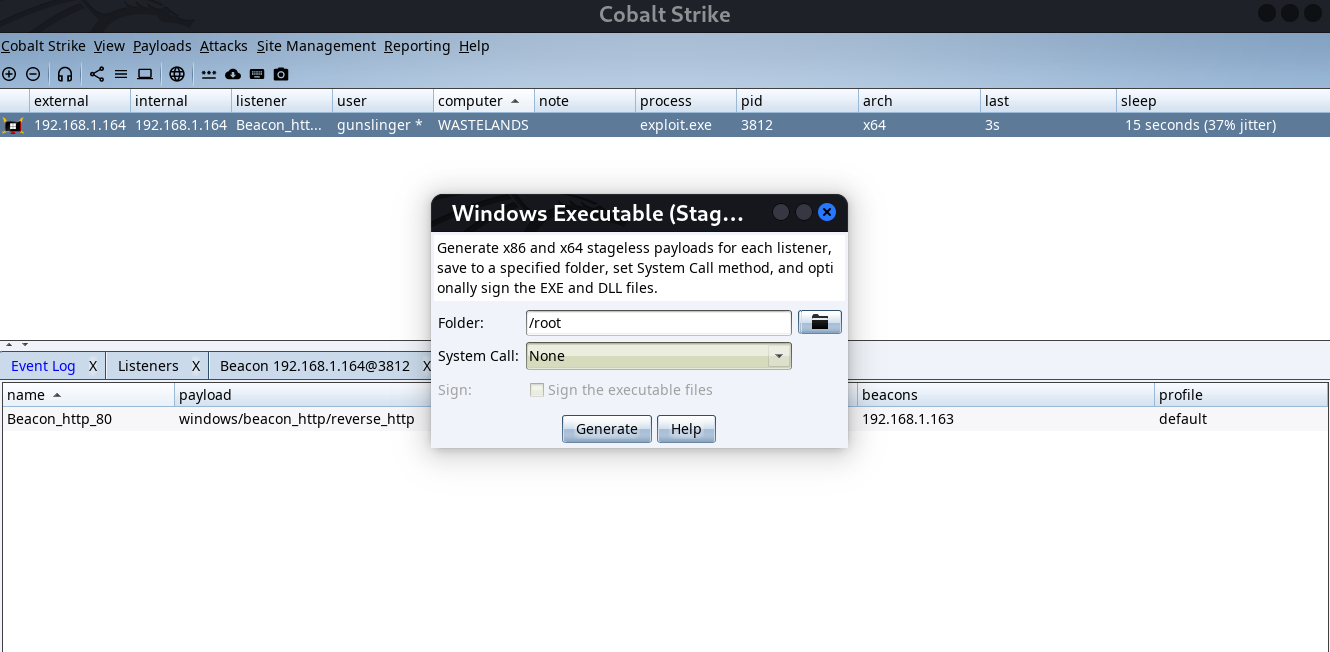 Cobalt Strike
Cobalt Strike View Payloads Attacks Site Management Reporting Help
external internal listener user computer note process pid arch last sleep
192.168.1.164 192.168.1.164 Beacon_htt... gunslinger * WASTELANDS exploit.exe 3812 x64 3s 15 seconds (37% jitter)
Windows Executable (Stag...
Generate x86 and x64 stageless payloads for each listener,
save to a specified folder, set System Call method, and opti
onally sign the EXE and DLL files.
Folder: /root
System Call: None
Sign: Sign the executable files
Generate Help
Event Log X Listeners X Beacon 192.168.1.164@3812 X
name payload beacons profile
Beacon_http_80 windows/beacon_http/reverse_http 192.168.1.163 default